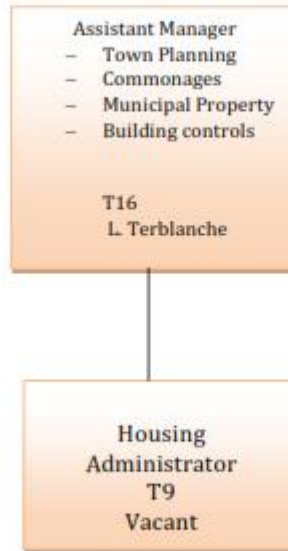 Assistant Manager
– Town Planning
– Commonages
– Municipal Property
– Building controls
T16
L. Terblanche
Housing
Administrator
T9
Vacant